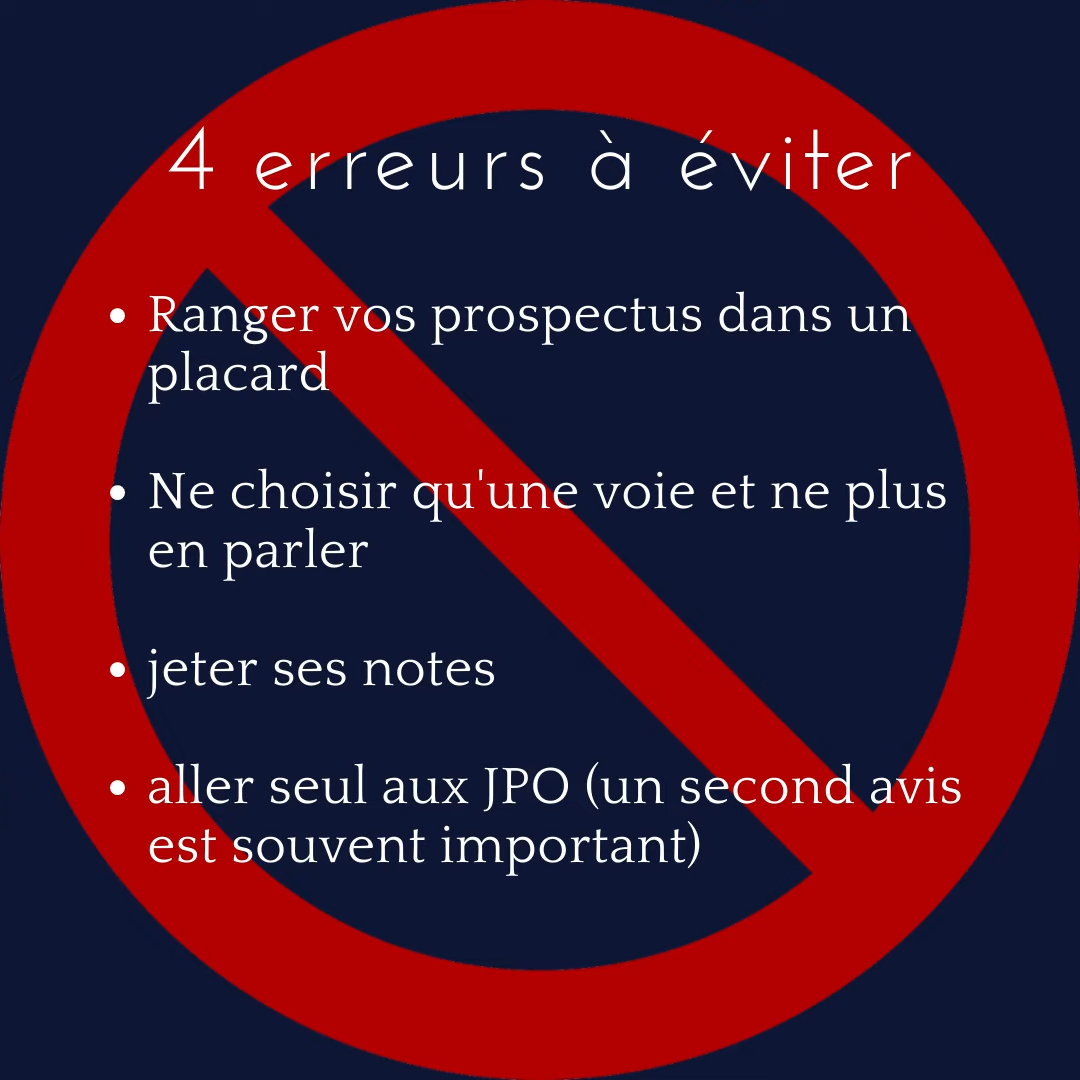 4 erreurs à éviter
• Ranger vos prospectus dans un
placard
• Ne choisir qu'une voie et ne plus
en parler
• jeter ses notes
• aller seul aux JPO (un second avis
est souvent important)